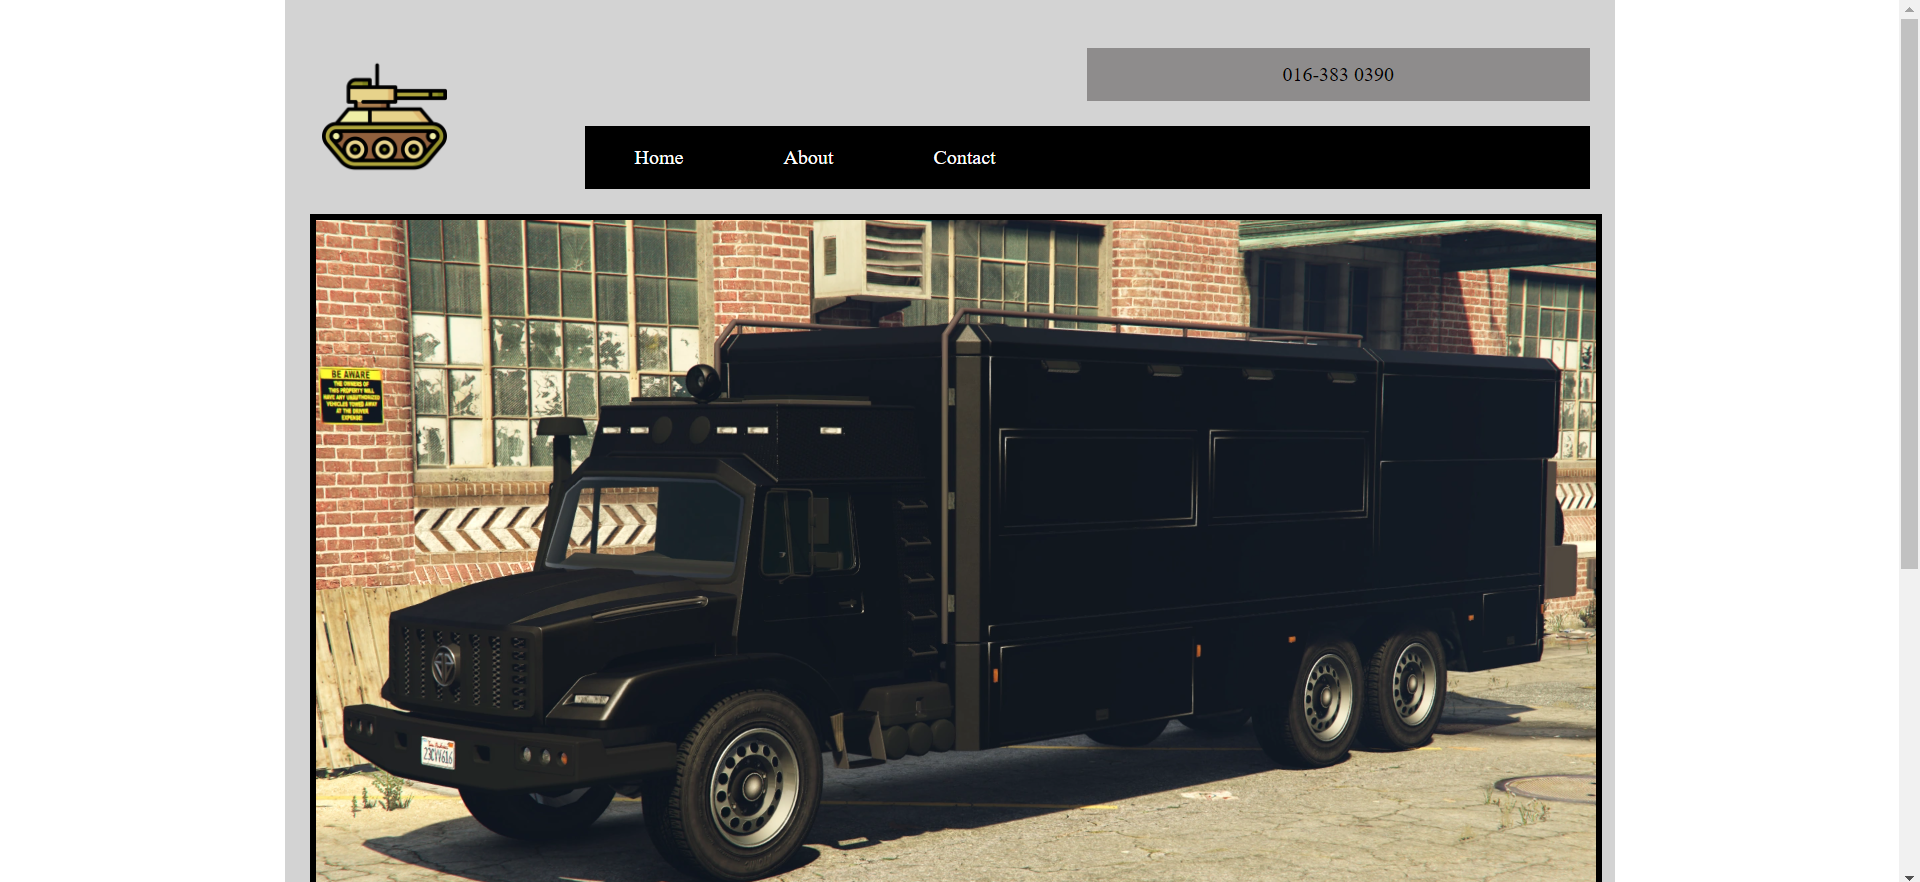 016-383 0390
Home
About
Contact
BE AWARE
THE OWNERS OF
THIS PROPERTY WILL
HAVE ANY UNAUTHORIZED
VEHICLES TOWED AWAY
AT THE DRIVER
EXPENSE!